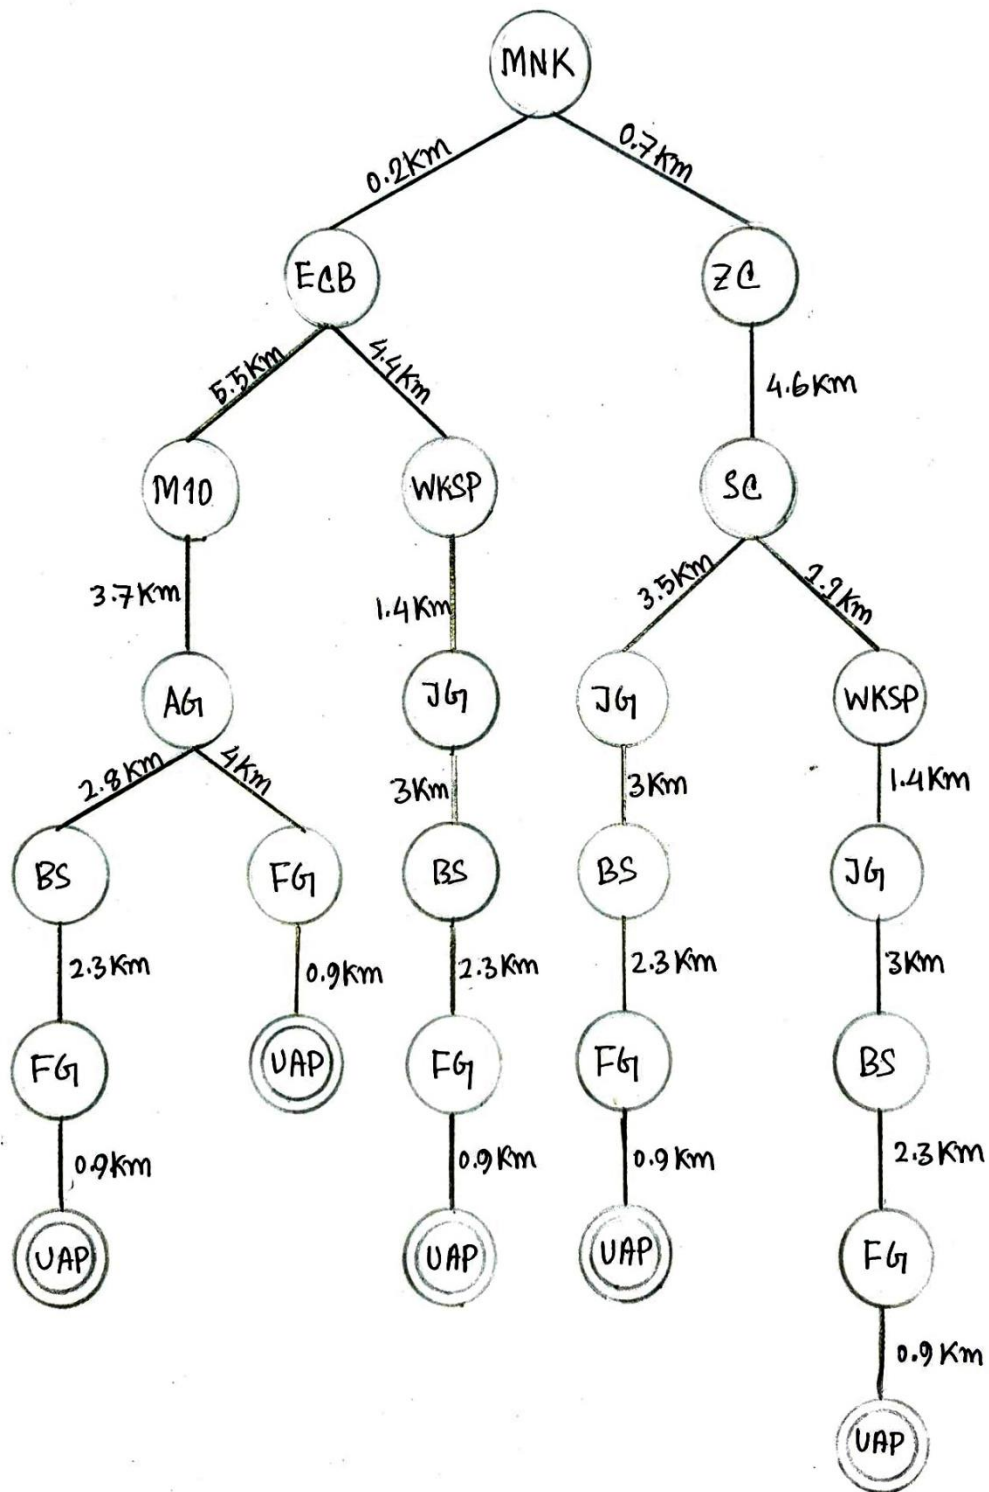 MNK
0.2Km 0.7Km
ECB ZC
5.5Km 4.4Km 4.6Km
M10 WKSP SC
3.7Km 1.4Km 3.5Km
AG JG JG WKSP
2.8Km 4Km 3Km 3Km 1.4Km
BS FG BS BS JG
2.3Km 0.9Km 2.3Km 2.3Km 3Km
FG UAP FG FG BS
0.9Km 0.9Km 0.9Km 2.3Km
UAP UAP UAP FG
0.9Km
UAP